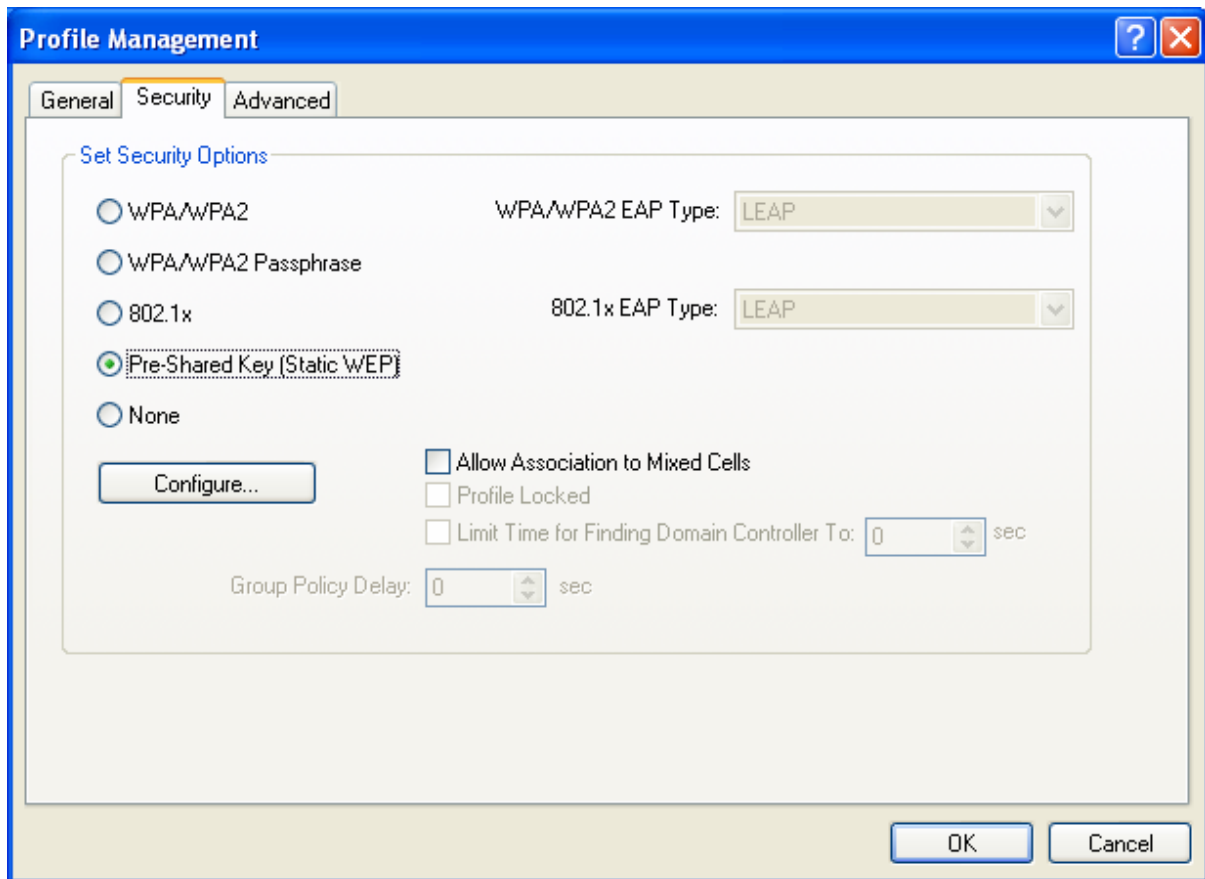 Profile Management
General Security Advanced
Set Security Options
WPA/WPA2 WPA/WPA2 EAP Type: LEAP
WPA/WPA2 Passphrase
802.1x 802.1x EAP Type: LEAP
Pre-Shared Key (Static WEP)
None
Configure... Allow Association to Mixed Cells
Profile Locked
Limit Time for Finding Domain Controller To: 0 sec
Group Policy Delay: 0 sec
OK Cancel